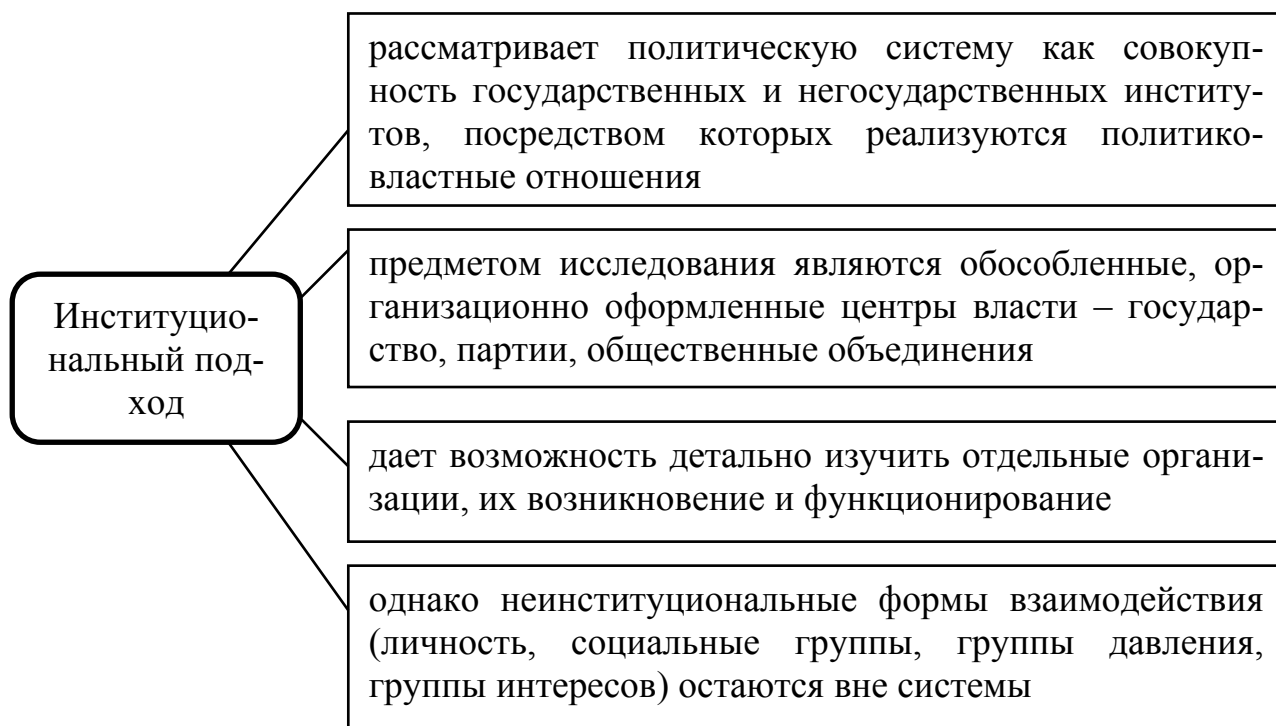 рассматривает политическую систему как совокуп-
ность государственных и негосударственных институ-
тов, посредством которых реализуются политико-
властные отношения
предметом исследования являются обособленные, ор-
ганизационно оформленные центры власти – государ-
ство, партии, общественные объединения
Институцио-
нальный под-
ход
дает возможность детально изучить отдельные органи-
зации, их возникновение и функционирование
однако неинституциональные формы взаимодействия
(личность, социальные группы, группы давления,
группы интересов) остаются вне системы